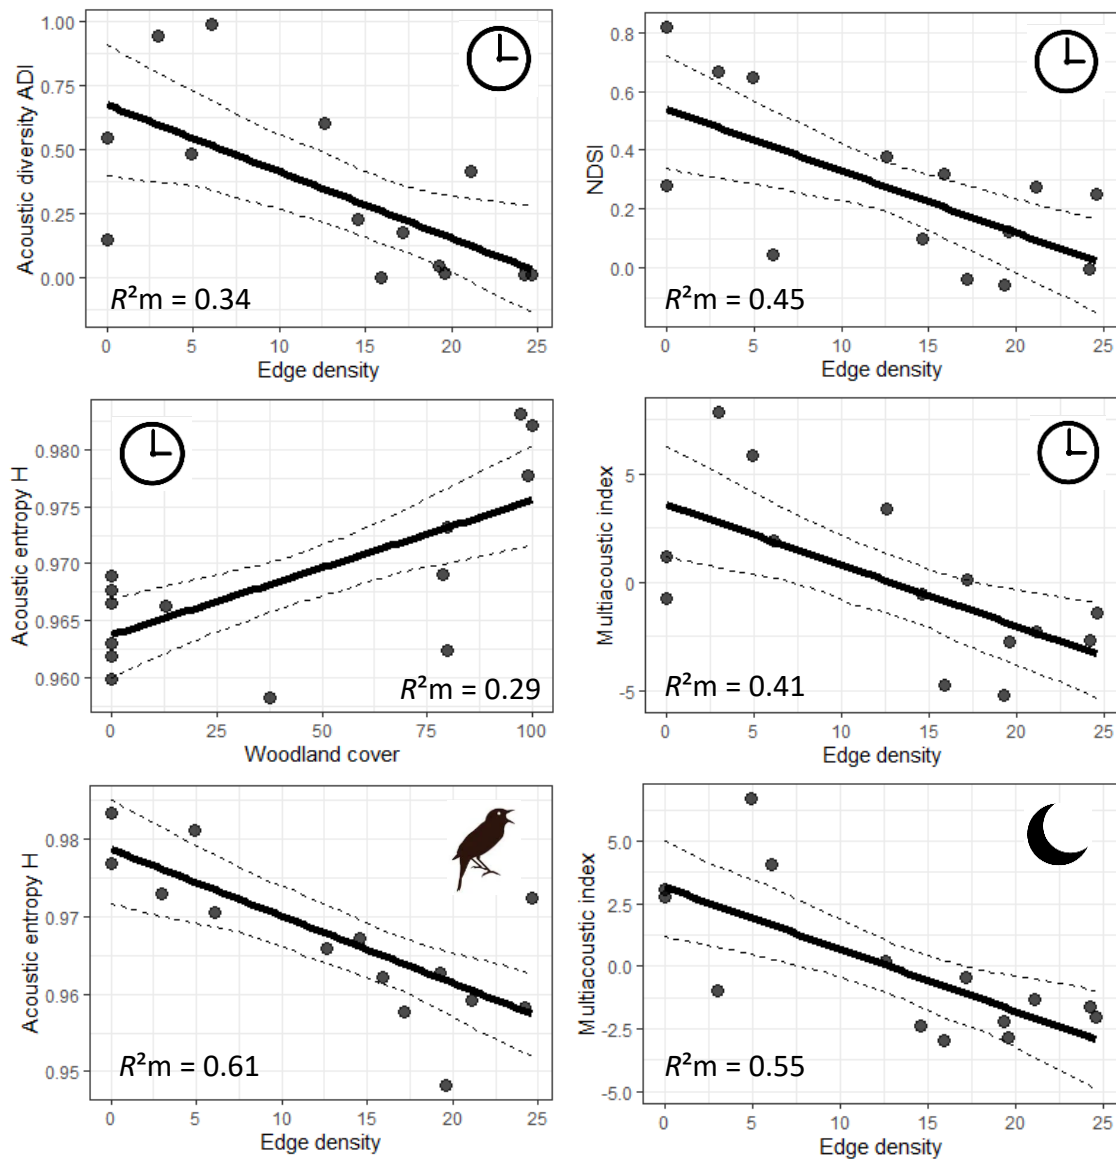 Acoustic diversity ADI
1.00
0.75
0.50
0.25
0.00
R²m = 0.34
0 5 10 15 20 25
Edge density
NDSI
0.8
0.6
0.4
0.2
0.0
R²m = 0.45
0 5 10 15 20 25
Edge density
Acoustic entropy H
0.980
0.975
0.970
0.965
0.960
R²m = 0.29
0 25 50 75 100
Woodland cover
Multiacoustic index
5
0
-5
R²m = 0.41
0 5 10 15 20 25
Edge density
Acoustic entropy H
0.98
0.97
0.96
0.95
R²m = 0.61
0 5 10 15 20 25
Edge density
Multiacoustic index
5.0
2.5
0.0
-2.5
-5.0
R²m = 0.55
0 5 10 15 20 25
Edge density